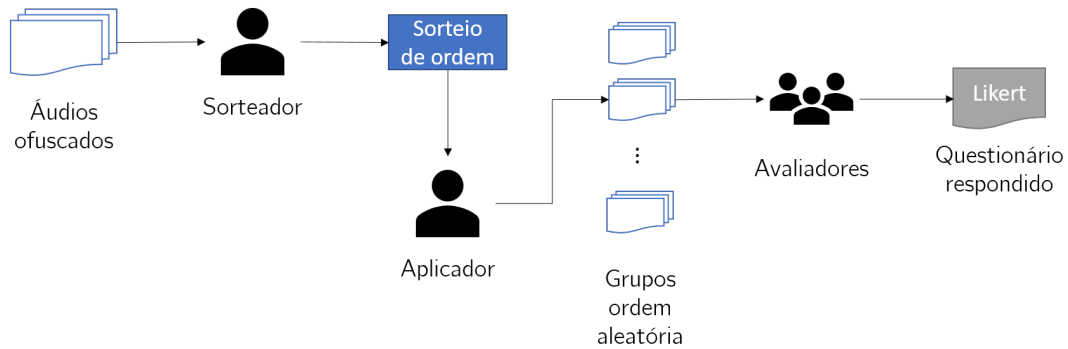 Áudios
ofuscados
Sorteador
Sorteio
de ordem
Aplicador
Grupos
ordem
aleatória
Avaliadores
Likert
Questionário
respondido